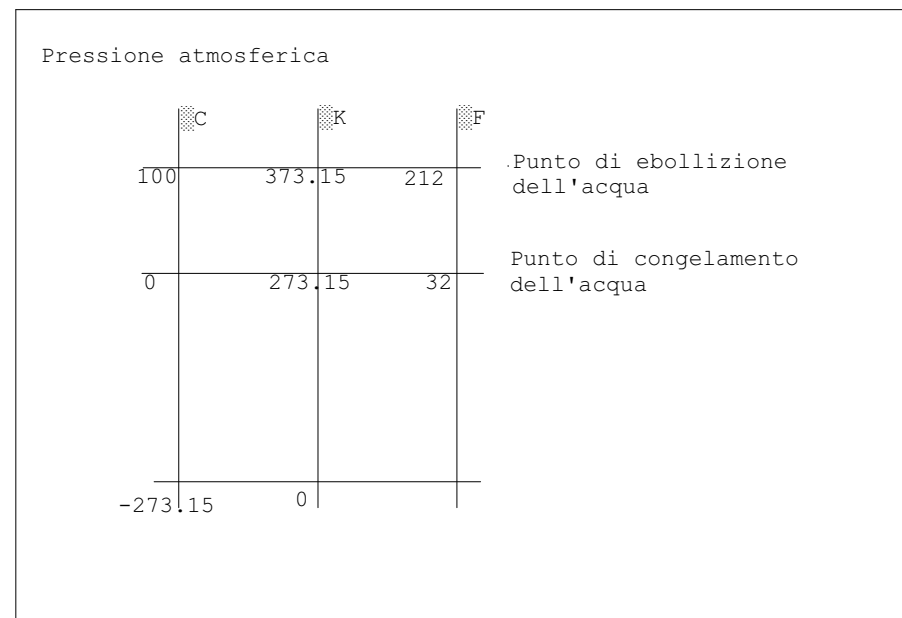 Pressione atmosferica
C K F
100 373.15 212
Punto di ebollizione
dell'acqua
0 273.15 32
Punto di congelamento
dell'acqua
-273.15 0